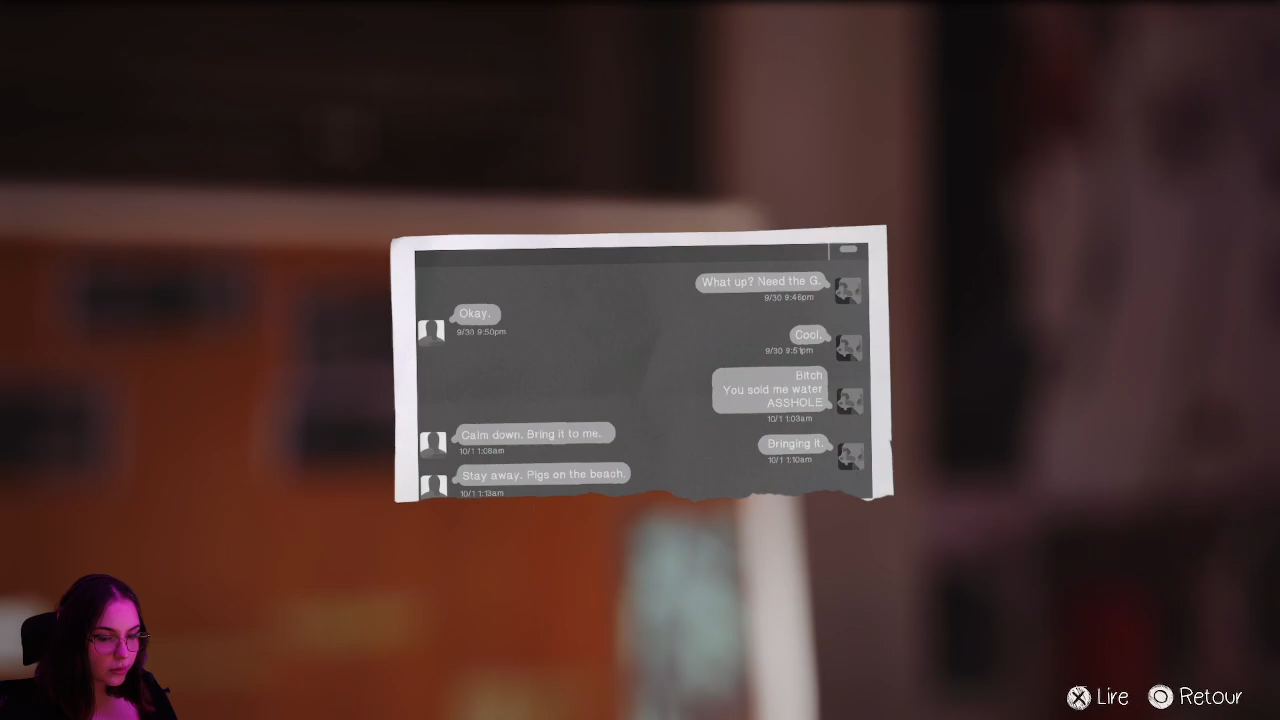 What up? Need the G.
9/30 9:46pm
Okay.
9/30 9:50pm
Cool.
9/30 9:51pm
Bitch
You sold me water
ASSHOLE
10/1 1:03am
Calm down. Bring it to me.
10/1 1:08am
Bringing it.
10/1 1:10am
Stay away. Pigs on the beach.
10/1 1:13am
Lire
Retour